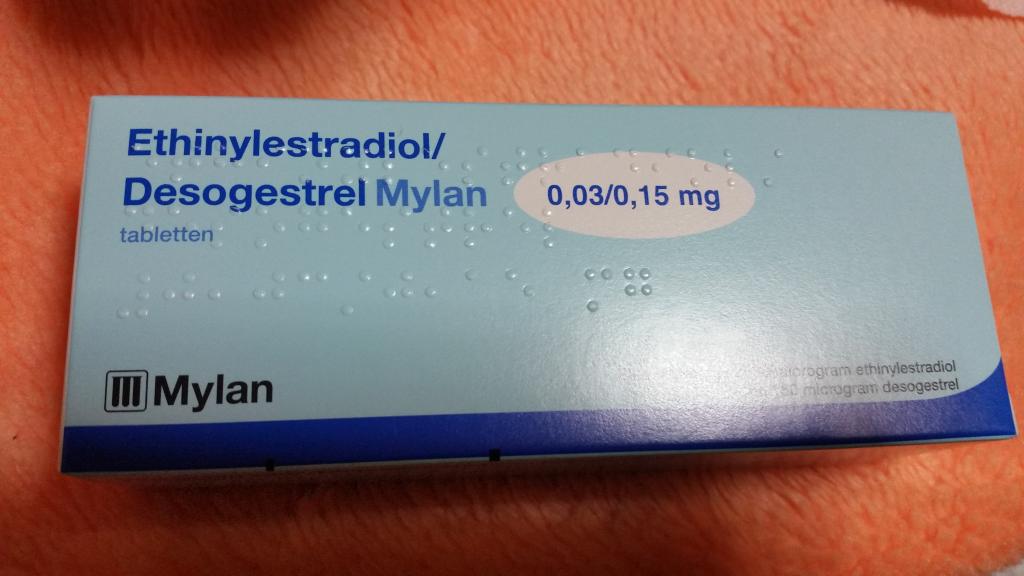 Ethinylestradiol/
Desogestrel Mylan
0,03/0,15 mg
tabletten
Mylan
microgram ethinylestradiol
microgram desogestrel